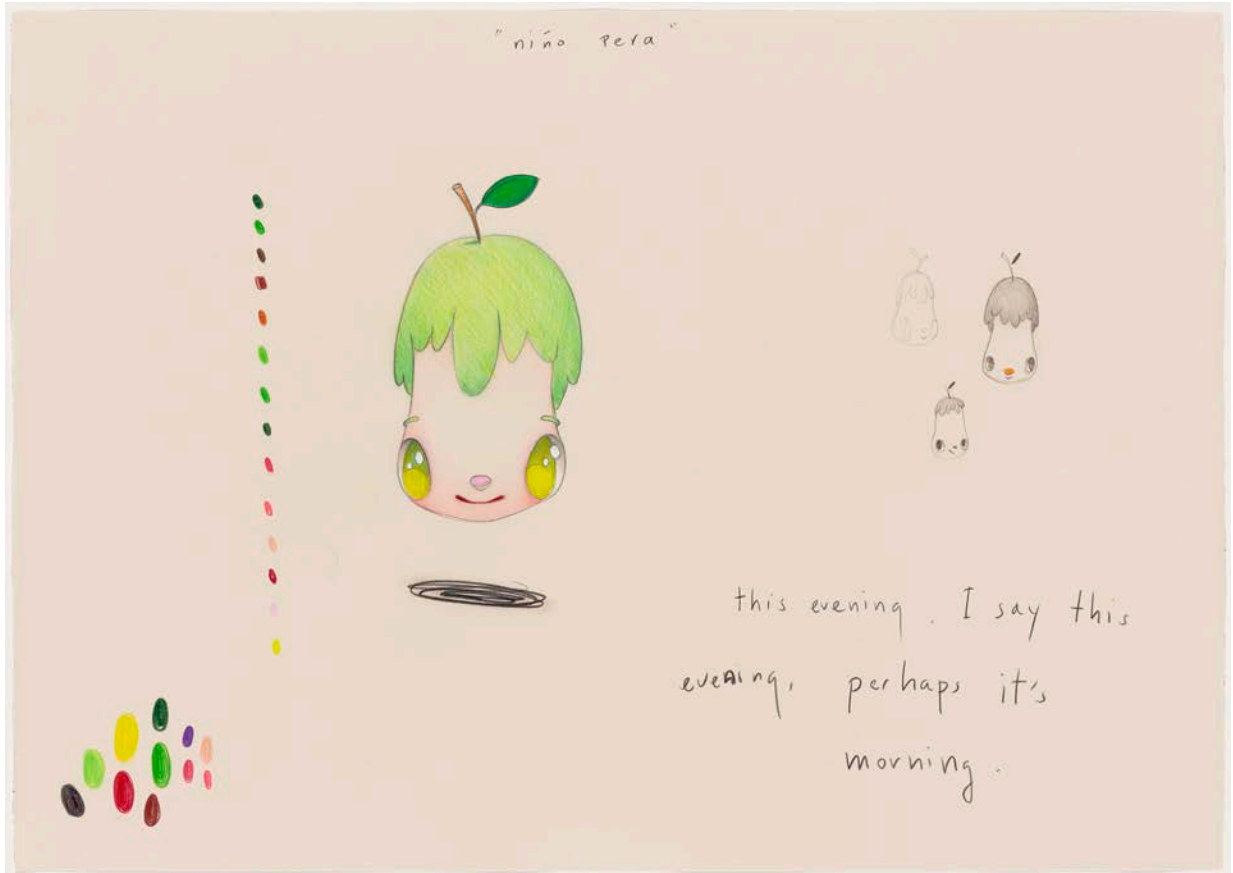 "niño pera"
this evening. I say this
evening, perhaps it's
morning.